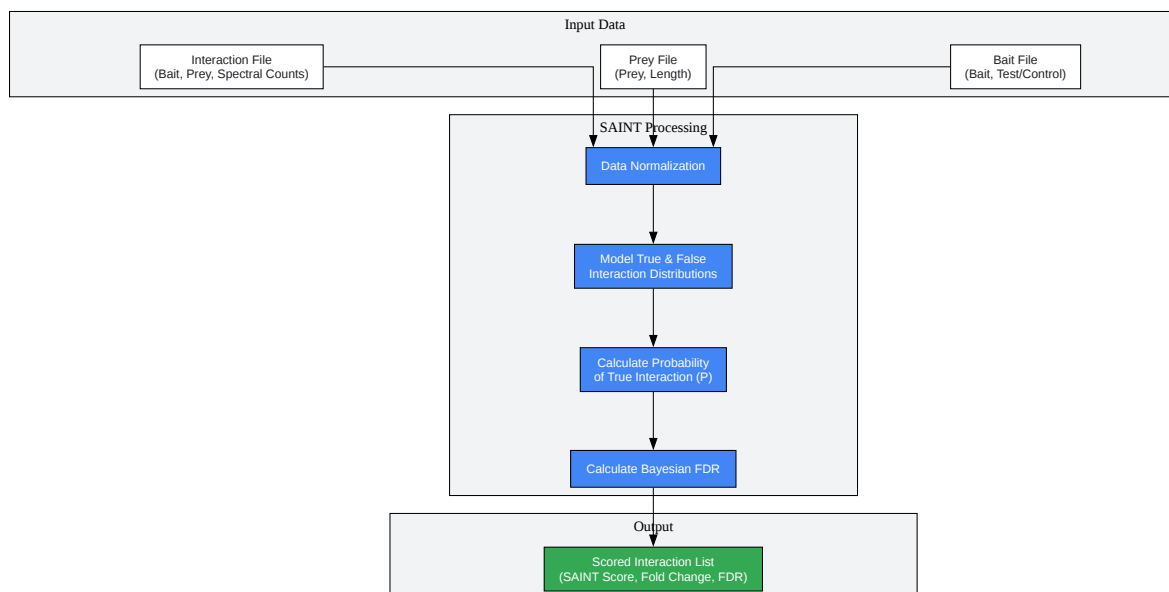 Input Data
Interaction File
(Bait, Prey, Spectral Counts)
Prey File
(Prey, Length)
Bait File
(Bait, Test/Control)
SAINT Processing
Data Normalization
Model True & False
Interaction Distributions
Calculate Probability
of True Interaction (P)
Calculate Bayesian FDR
Output
Scored Interaction List
(SAINT Score, Fold Change, FDR)